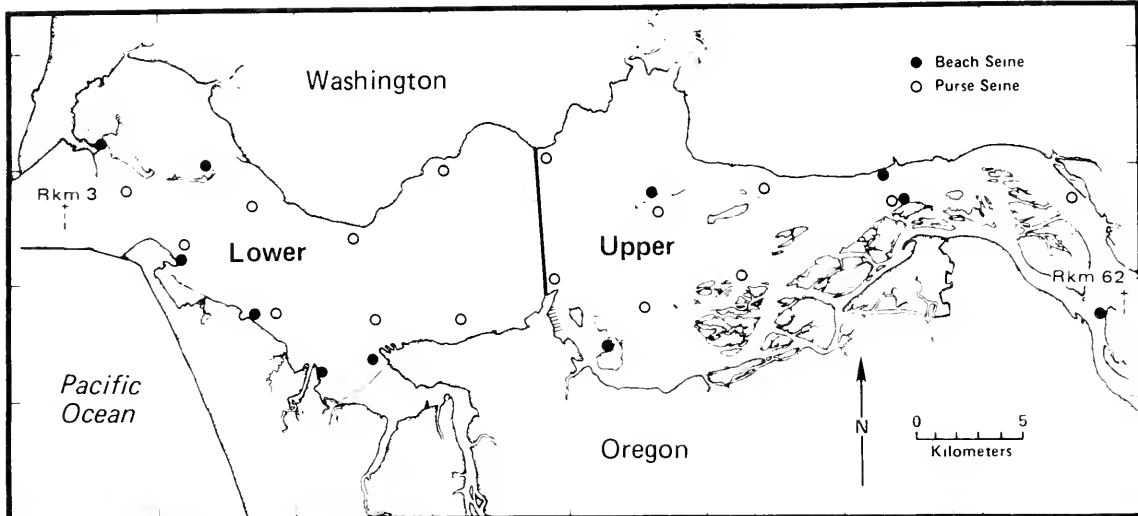 Washington
Beach Seine
Purse Seine
Rkm 3
Lower
Upper
Rkm 62
Pacific
Ocean
Oregon
N
0 5
Kilometers